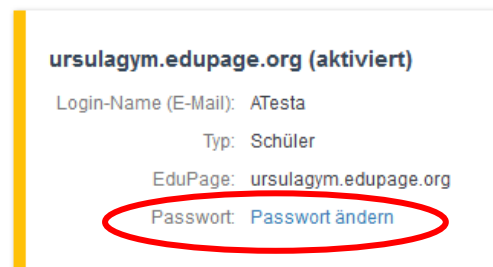 ursulagym.edupage.org (aktiviert)
Login-Name (E-Mail): ATesta
Typ: Schüler
EduPage: ursulagym.edupage.org
Passwort: Passwort ändern